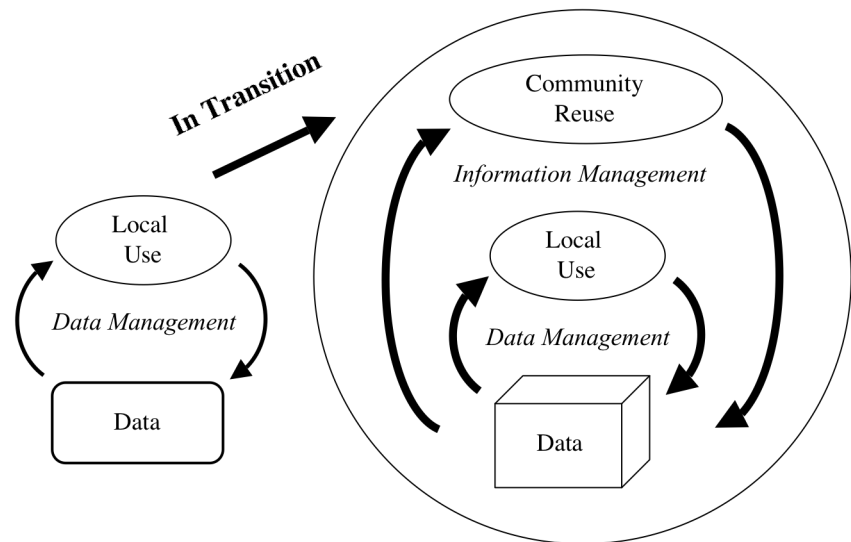 In Transition
Local
Use
Data Management
Data
Community
Reuse
Information Management
Local
Use
Data Management
Data